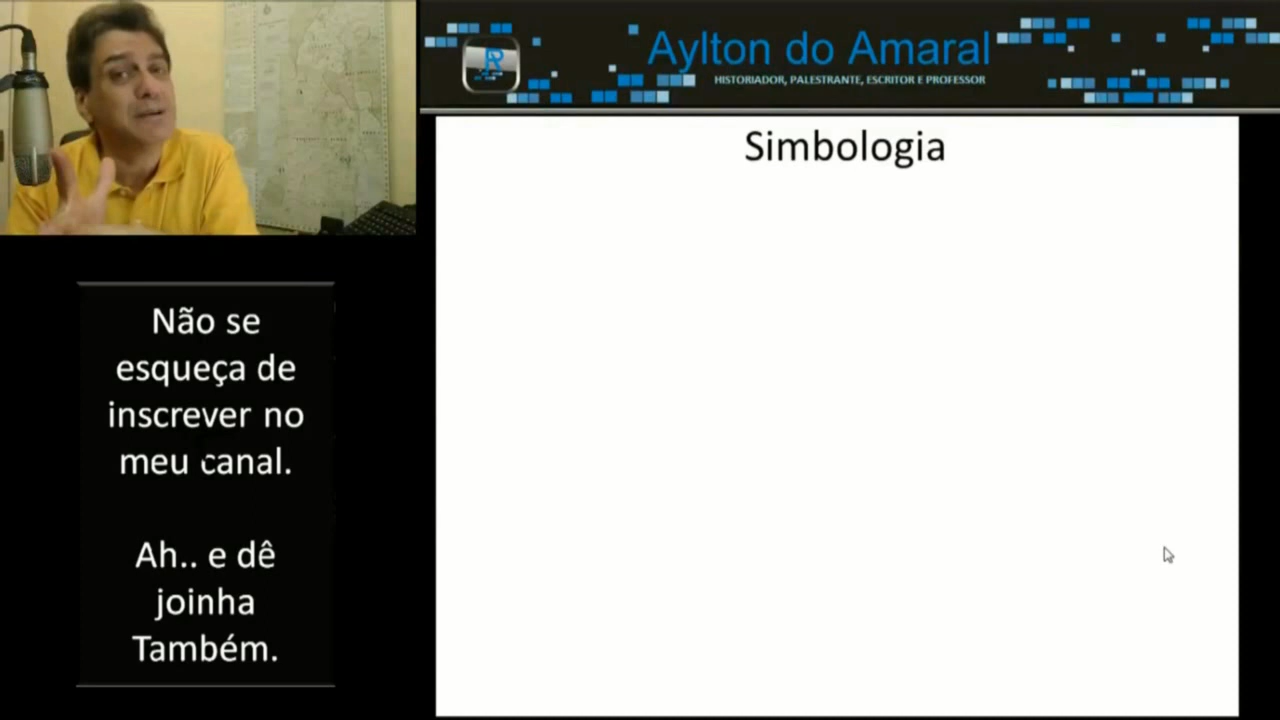 Aylton do Amaral
HISTORIADOR, PALESTRANTE, ESCRITOR E PROFESSOR
Simbologia
Não se
esqueça de
inscrever no
meu canal.
Ah.. e dê
joinha
Também.